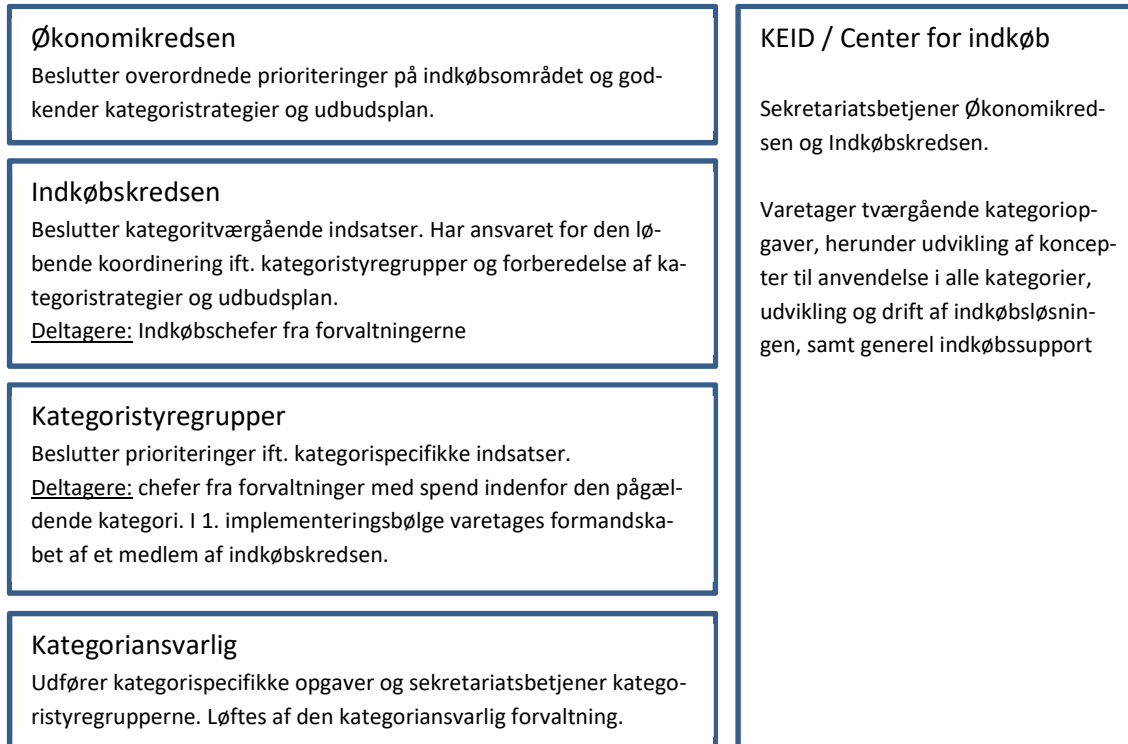 Økonomikredsen
Beslutter overordnede prioriteringer på indkøbsområdet og god-
kender kategoristrategier og udbudsplan.
Indkøbskredsen
Beslutter kategoritværgående indsatser. Har ansvaret for den lø-
bende koordinering ift. kategoristyregrupper og forberedelse af ka-
tegoristrategier og udbudsplan.
Deltagere: Indkøbschefer fra forvaltningerne
Kategoristyregrupper
Beslutter prioriteringer ift. kategorispecifikke indsatser.
Deltagere: chefer fra forvaltninger med spend indenfor den pågæl-
dende kategori. I 1. implementeringsbølge varetages formandska-
bet af et medlem af indkøbskredsen.
Kategoriansvarlig
Udfører kategorispecifikke opgaver og sekretariatsbetjener katego-
ristyregrupperne. Løftes af den kategoriansvarlig forvaltning.
KEID / Center for indkøb
Sekretariatsbetjener Økonomikred-
sen og Indkøbskredsen.
Varetager tværgående kategoriop-
gaver, herunder udvikling af koncep-
ter til anvendelse i alle kategorier,
udvikling og drift af indkøbsløsnin-
gen, samt generel indkøbssupport